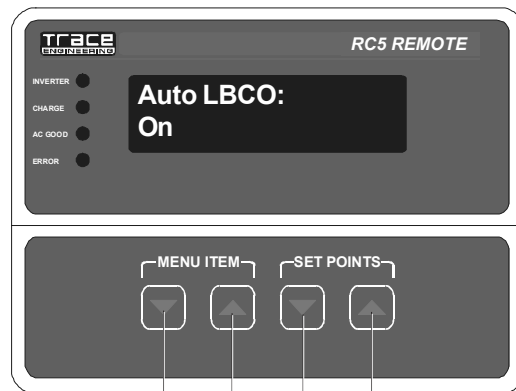 Trace
ENGINEERING
RC5 REMOTE
INVERTER
CHARGE
AC GOOD
ERROR
Auto LBCO:
On
MENU ITEM
SET POINTS